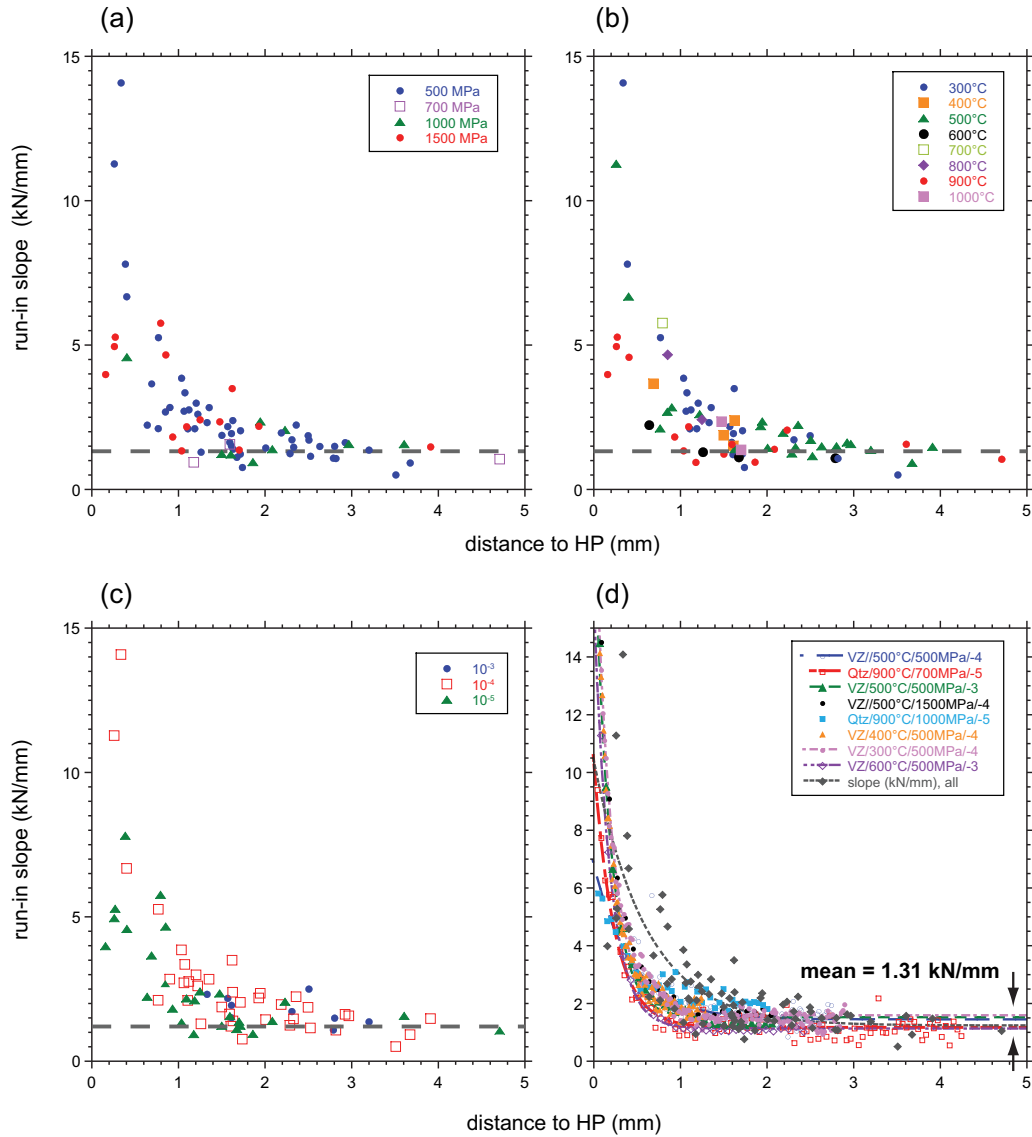 (a)
(b)
15
10
5
0
run-in slope (kN/mm)
500 MPa
700 MPa
1000 MPa
1500 MPa
0 1 2 3 4 5
15
10
5
0
300°C
400°C
500°C
600°C
700°C
800°C
900°C
1000°C
0 1 2 3 4 5
distance to HP (mm)
(c)
(d)
15
10
5
0
run-in slope (kN/mm)
10-3
10-4
10-5
0 1 2 3 4 5
14
12
10
8
6
4
2
0
VZ//500°C/500MPa/-4
Qtz/900°C/700MPa/-5
VZ/500°C/500MPa/-3
VZ//500°C/1500MPa/-4
Qtz/900°C/1000MPa/-5
VZ/400°C/500MPa/-4
VZ/300°C/500MPa/-4
VZ/600°C/500MPa/-3
slope (kN/mm), all
mean = 1.31 kN/mm
0 1 2 3 4 5
distance to HP (mm)